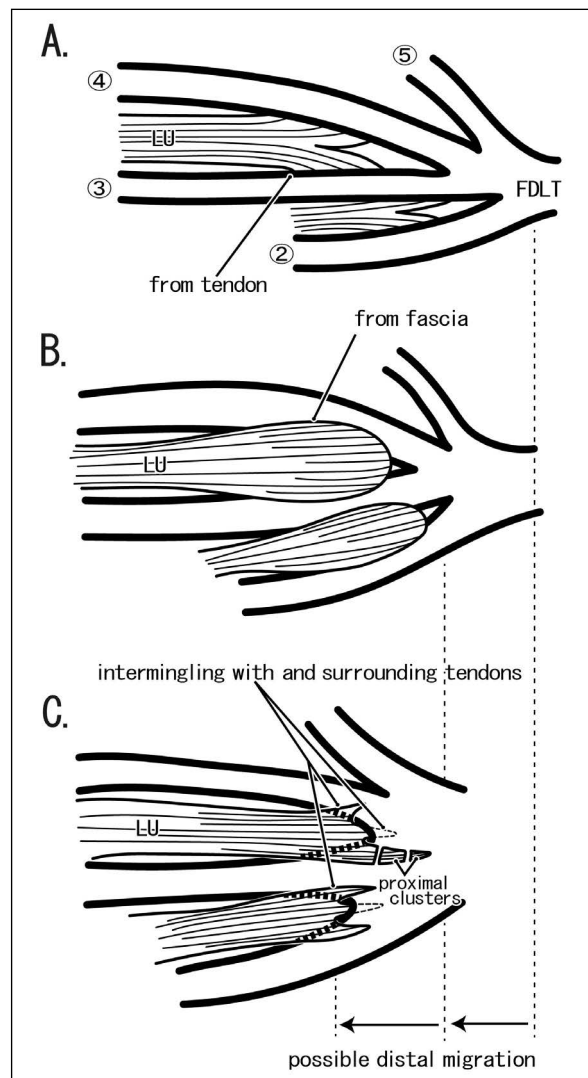 A.
⑤
④
LU
③
FDLT
②
from tendon
from fascia
B.
LU
intermingling with and surrounding tendons
C.
LU
proximal
clusters
possible distal migration